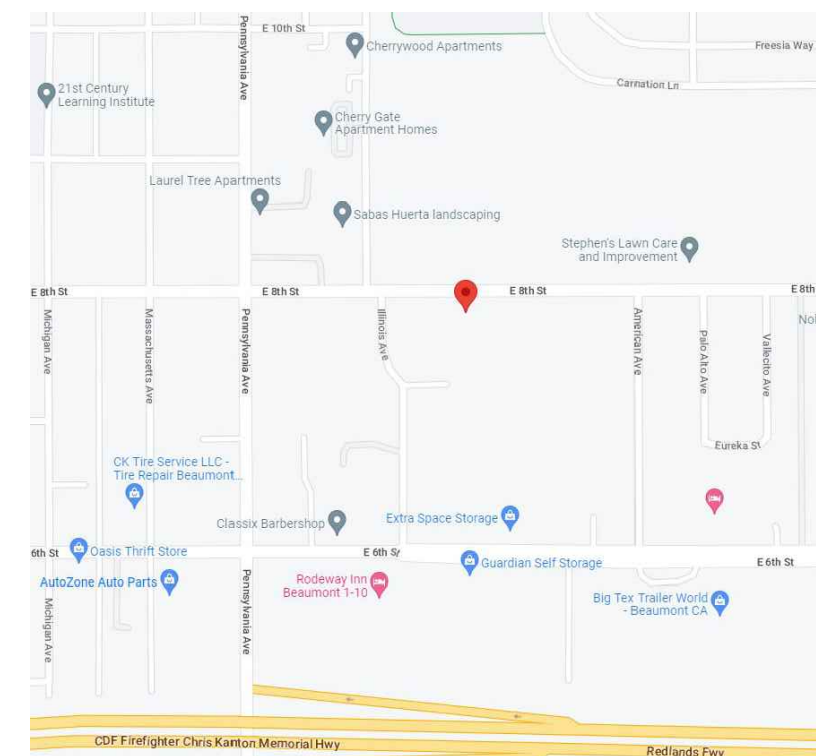 E 10th St
Pennsylvania Ave
Cherrywood Apartments
Freesia Way
Carnation Ln
21st Century
Learning Institute
Cherry Gate
Apartment Homes
Laurel Tree Apartments
Sabas Huerta landscaping
Stephen's Lawn Care
and Improvement
E 8th St
E 8th St
E 8th St
E 8th
Michigan Ave
Massachusetts Ave
Pennsylvania Ave
Illinois Ave
American Ave
Palo Alto Ave
Vallecito Ave
Eureka St
CK Tire Service LLC -
Tire Repair Beaumont...
Classix Barbershop
Extra Space Storage
6th St
Oasis Thrift Store
E 6th St
Guardian Self Storage
E 6th St
AutoZone Auto Parts
Rodeway Inn
Beaumont 1-10
Big Tex Trailer World
- Beaumont CA
Michigan Ave
Pennsylvania Ave
CDF Firefighter Chris Kanton Memorial Hwy
Redlands Fwy